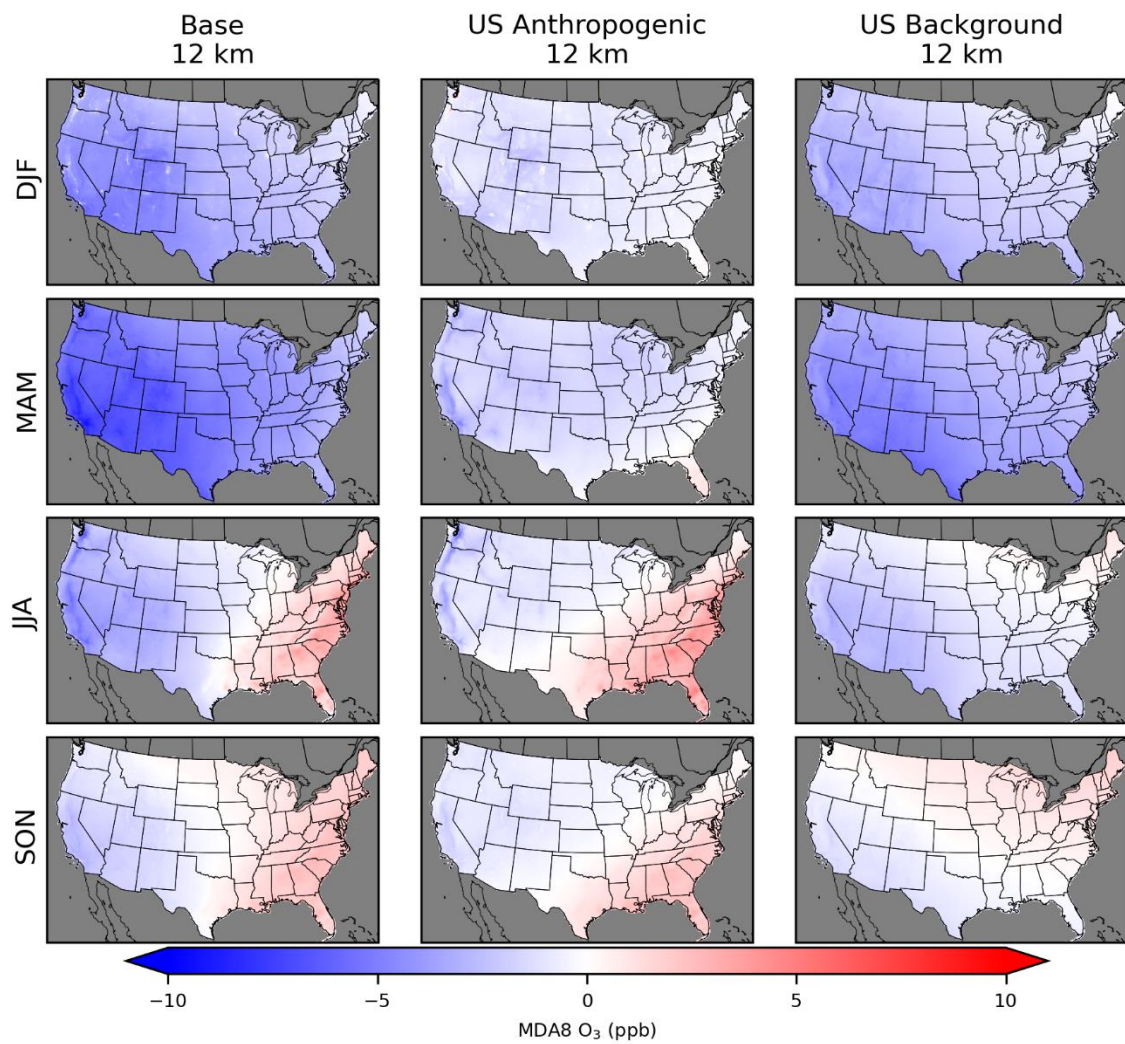 Base
12 km
US Anthropogenic
12 km
US Background
12 km
DJF
MAM
JJA
SON
−10
−5
0
5
10
MDA8 O₃ (ppb)